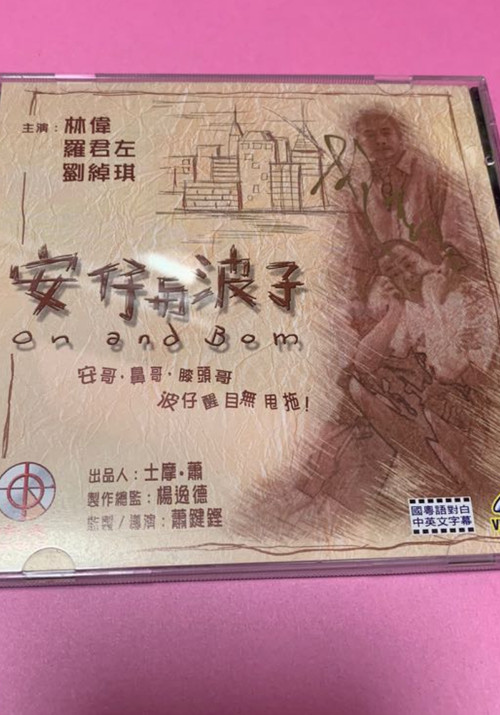 主演：林偉
羅君左
劉綽琪
安仔与波子
on and Bom
安哥·鼻哥·膝頭哥
波仔醒目無甩拖！
出品人：士摩·蕭
製作總監：楊逸德
監製/導演：蕭鍵鏗
國粵語對白
中英文字幕